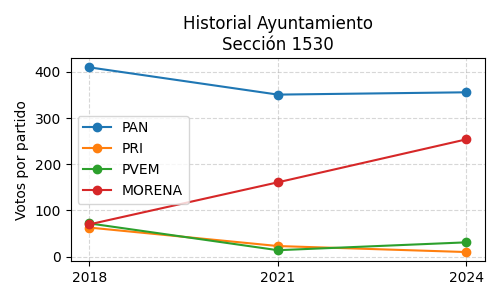 Historial Ayuntamiento
Sección 1530
Votos por partido
400
300
200
100
0
PAN
PRI
PVEM
MORENA
2018
2021
2024